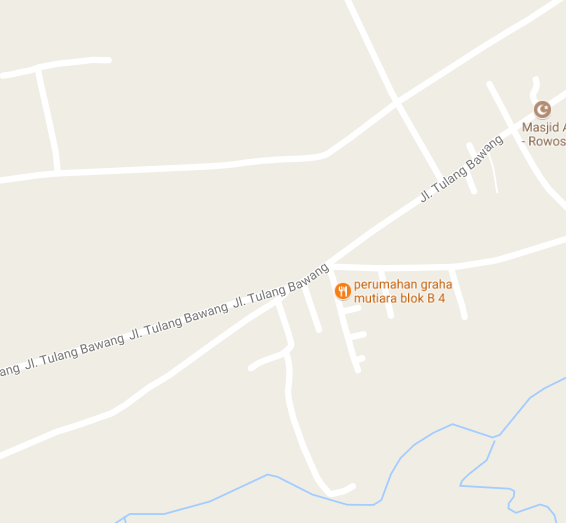 Masjid A
- Rowos
Jl. Tulang Bawang
Jl. Tulang Bawang
perumahan graha
mutiara blok B 4
Jl. Tulang Bawang
Jl. Tulang Bawang
ang